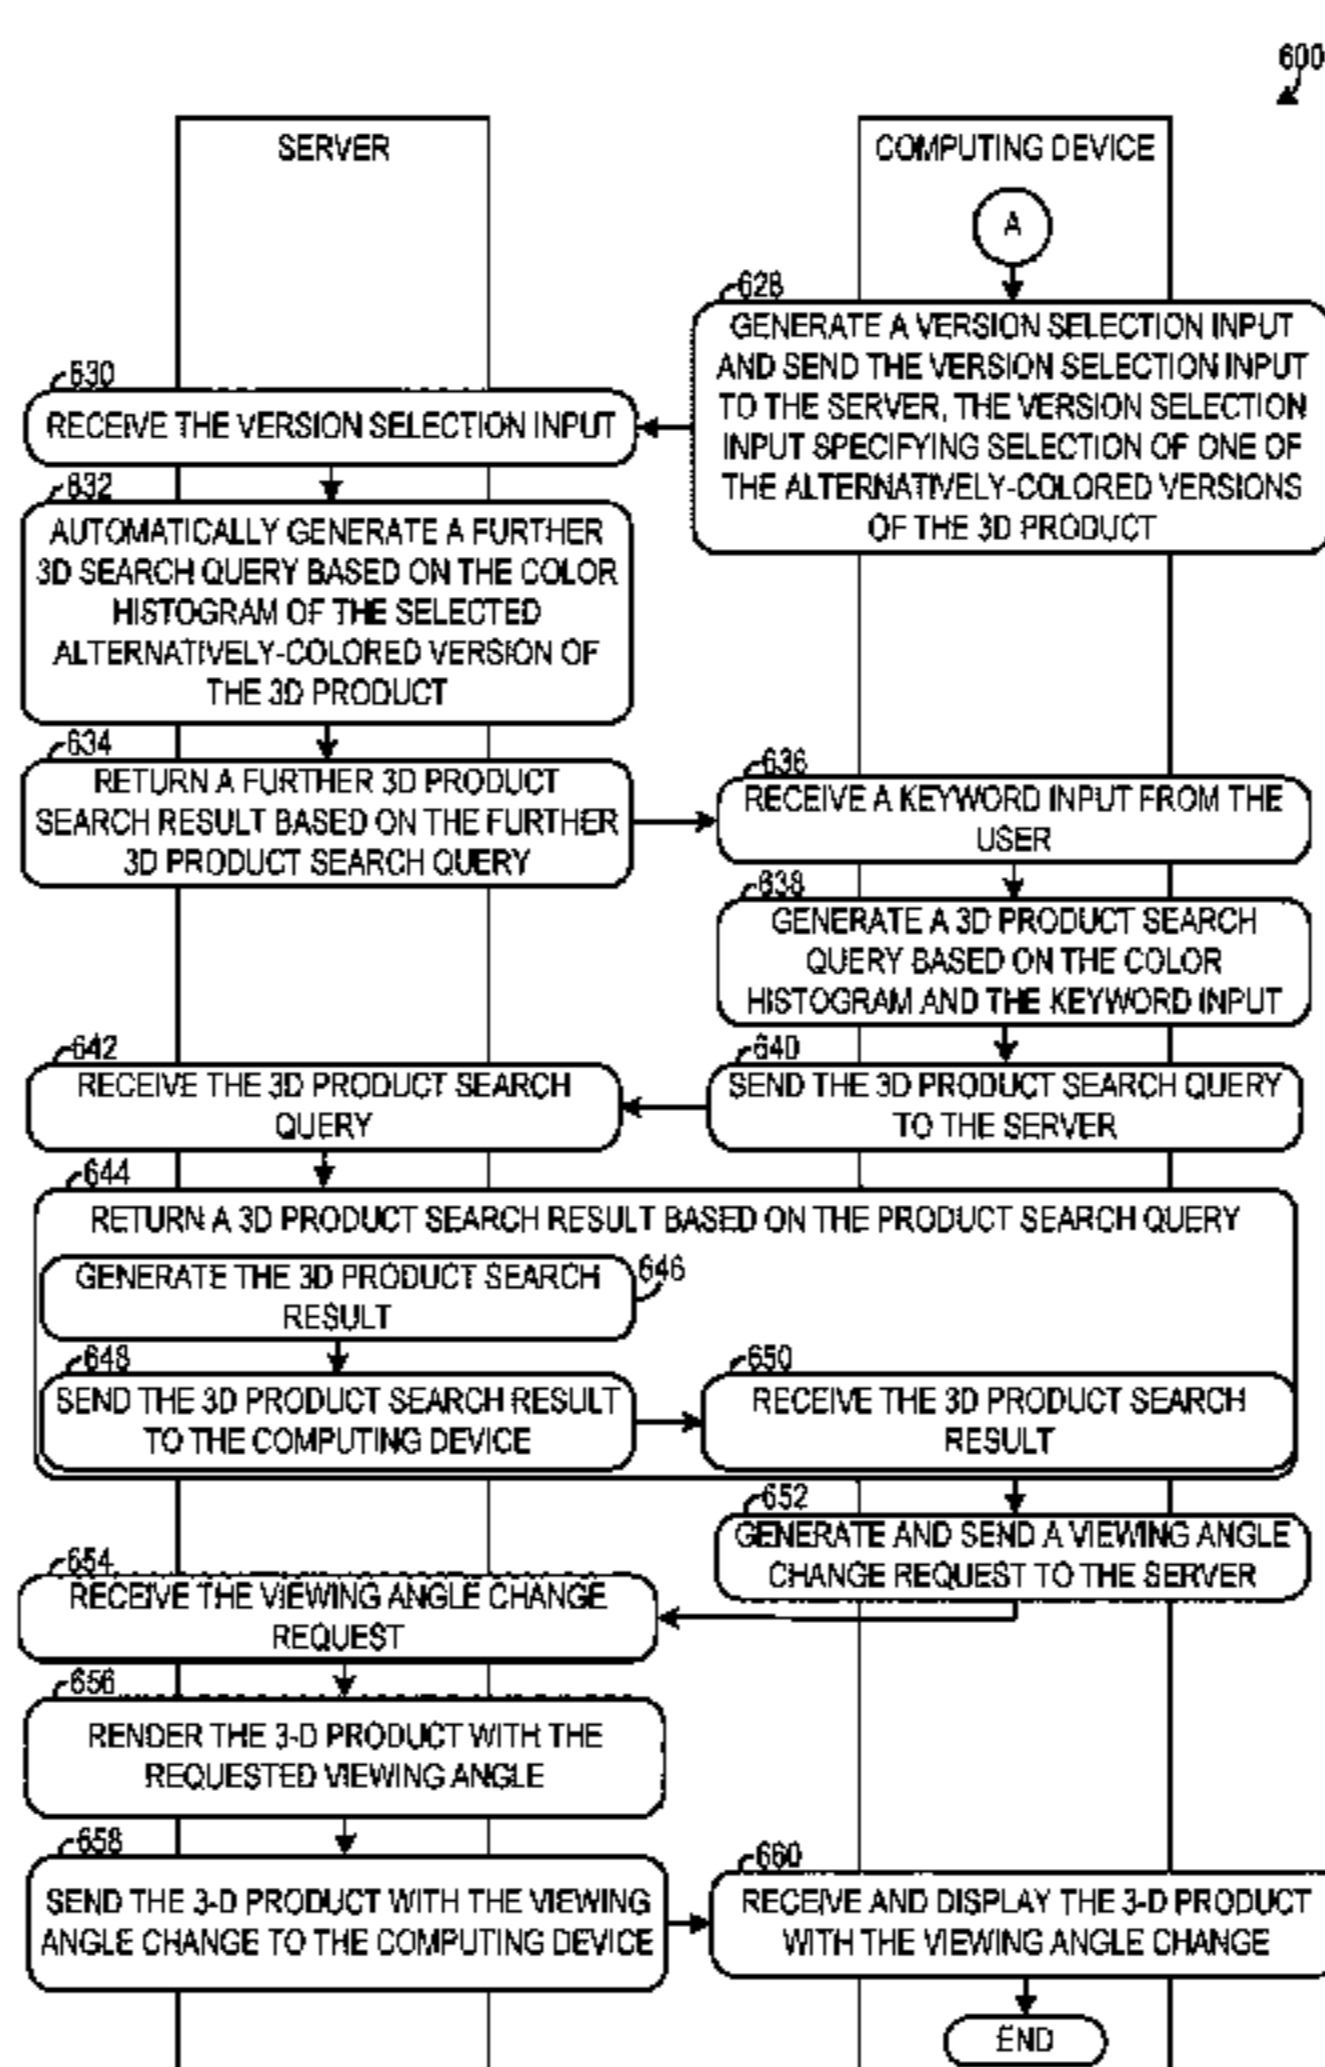 600
SERVER
COMPUTING DEVICE
A
628
GENERATE A VERSION SELECTION INPUT
AND SEND THE VERSION SELECTION INPUT
TO THE SERVER, THE VERSION SELECTION
INPUT SPECIFYING SELECTION OF ONE OF
THE ALTERNATIVELY-COLORED VERSIONS
OF THE 3D PRODUCT
630
RECEIVE THE VERSION SELECTION INPUT
632
AUTOMATICALLY GENERATE A FURTHER
3D SEARCH QUERY BASED ON THE COLOR
HISTOGRAM OF THE SELECTED
ALTERNATIVELY-COLORED VERSION OF
THE 3D PRODUCT
634
RETURN A FURTHER 3D PRODUCT
SEARCH RESULT BASED ON THE FURTHER
3D PRODUCT SEARCH QUERY
636
RECEIVE A KEYWORD INPUT FROM THE
USER
638
GENERATE A 3D PRODUCT SEARCH
QUERY BASED ON THE COLOR
HISTOGRAM AND THE KEYWORD INPUT
640
SEND THE 3D PRODUCT SEARCH QUERY
TO THE SERVER
642
RECEIVE THE 3D PRODUCT SEARCH
QUERY
644
RETURN A 3D PRODUCT SEARCH RESULT BASED ON THE PRODUCT SEARCH QUERY
GENERATE THE 3D PRODUCT SEARCH
RESULT
646
648
SEND THE 3D PRODUCT SEARCH RESULT
TO THE COMPUTING DEVICE
650
RECEIVE THE 3D PRODUCT SEARCH
RESULT
652
GENERATE AND SEND A VIEWING ANGLE
CHANGE REQUEST TO THE SERVER
654
RECEIVE THE VIEWING ANGLE CHANGE
REQUEST
656
RENDER THE 3-D PRODUCT WITH THE
REQUESTED VIEWING ANGLE
658
SEND THE 3-D PRODUCT WITH THE VIEWING
ANGLE CHANGE TO THE COMPUTING DEVICE
660
RECEIVE AND DISPLAY THE 3-D PRODUCT
WITH THE VIEWING ANGLE CHANGE
END